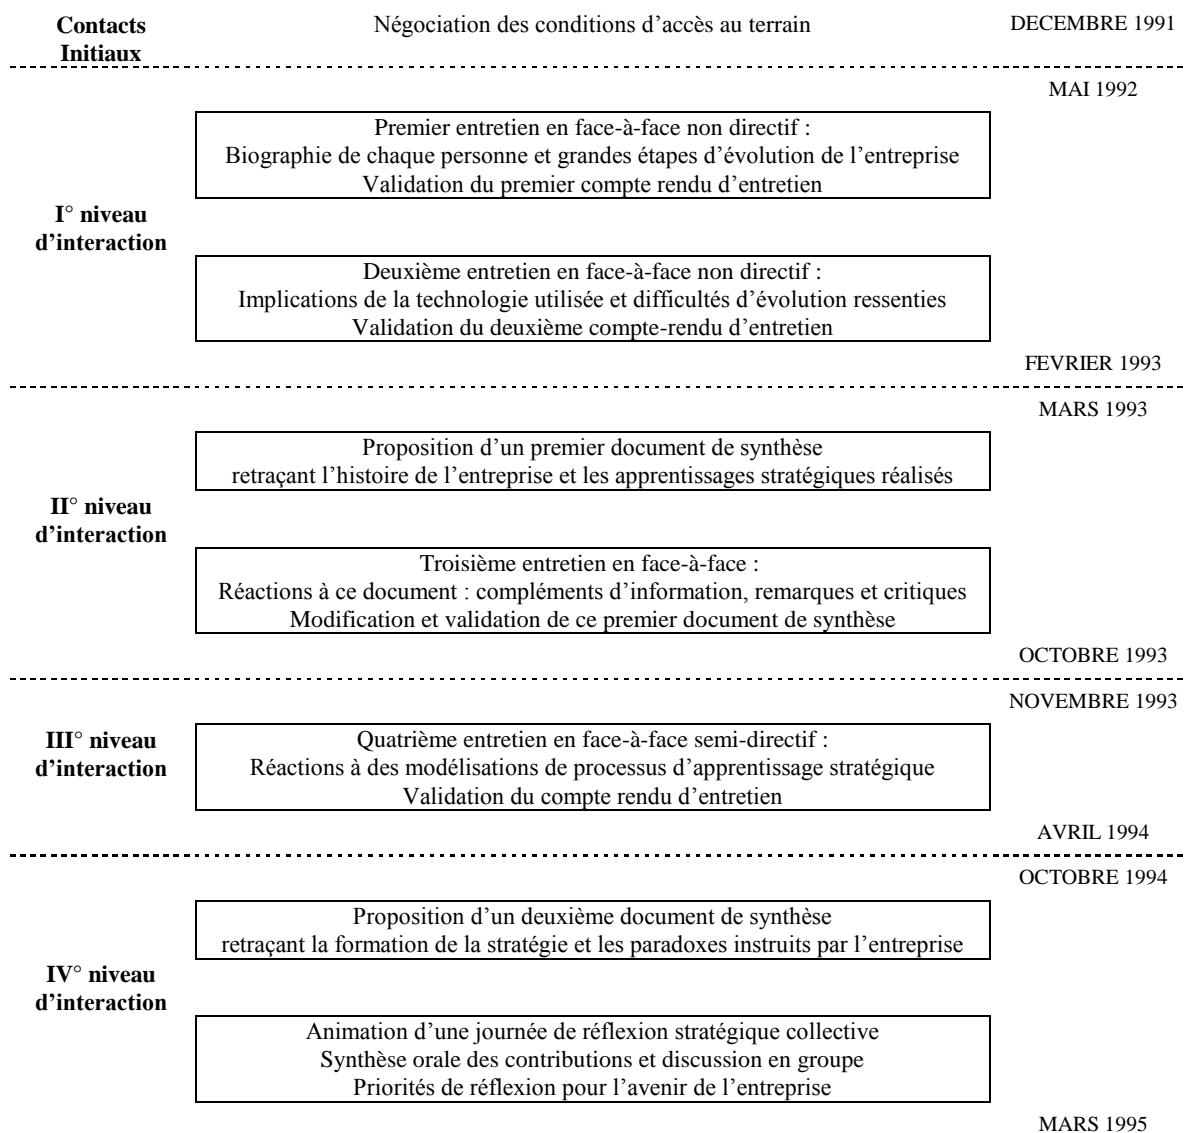 Contacts
Initiaux
Négociation des conditions d’accès au terrain
DECEMBRE 1991
MAI 1992
Premier entretien en face-à-face non directif :
Biographie de chaque personne et grandes étapes d’évolution de l’entreprise
Validation du premier compte rendu d’entretien
I° niveau
d’interaction
Deuxième entretien en face-à-face non directif :
Implications de la technologie utilisée et difficultés d’évolution ressenties
Validation du deuxième compte-rendu d’entretien
FEVRIER 1993
MARS 1993
Proposition d’un premier document de synthèse
retraçant l’histoire de l’entreprise et les apprentissages stratégiques réalisés
II° niveau
d’interaction
Troisième entretien en face-à-face :
Réactions à ce document : compléments d’information, remarques et critiques
Modification et validation de ce premier document de synthèse
OCTOBRE 1993
NOVEMBRE 1993
III° niveau
d’interaction
Quatrième entretien en face-à-face semi-directif :
Réactions à des modélisations de processus d’apprentissage stratégique
Validation du compte rendu d’entretien
AVRIL 1994
OCTOBRE 1994
Proposition d’un deuxième document de synthèse
retraçant la formation de la stratégie et les paradoxes instruits par l’entreprise
IV° niveau
d’interaction
Animation d’une journée de réflexion stratégique collective
Synthèse orale des contributions et discussion en groupe
Priorités de réflexion pour l’avenir de l’entreprise
MARS 1995